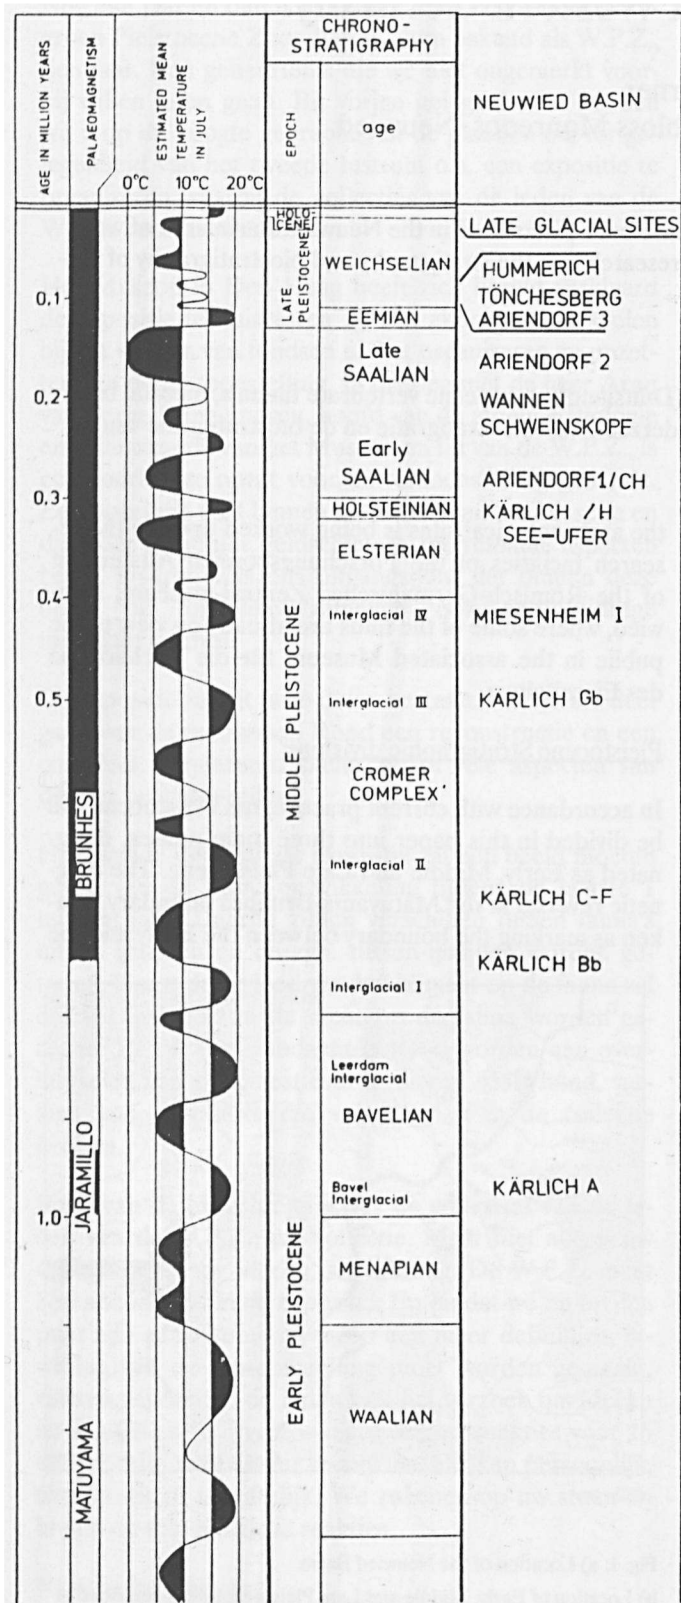 AGE IN MILLION YEARS
PALAEOMAGNETISM
ESTIMATED MEAN
TEMPERATURE
IN JULY
0°C 10°C 20°C
CHRONO-
STRATIGRAPHY
EPOCH
age
NEUWIED BASIN
HOLO-
CENE
LATE
PLEISTOCENE
MIDDLE PLEISTOCENE
EARLY PLEISTOCENE
0,1
0.2
0.3
0.4
0.5
1.0
BRUNHES
JARAMILLO
MATUYAMA
WEICHSELIAN
EEMIAN
Late
SAALIAN
Early
SAALIAN
HOLSTEINIAN
ELSTERIAN
Interglacial IV
Interglacial III
'CROMER
COMPLEX'
Interglacial II
Interglacial I
Leerdam
Interglacial
BAVELIAN
Bavel
Interglacial
MENAPIAN
WAALIAN
LATE GLACIAL SITES
HUMMERICH
TÖNCHESBERG
ARIENDORF 3
ARIENDORF 2
WANNEN
SCHWEINSKOPF
ARIENDORF1/CH
KÄRLICH /H
SEE-UFER
MIESENHEIM I
KÄRLICH Gb
KÄRLICH C-F
KÄRLICH Bb
KÄRLICH A